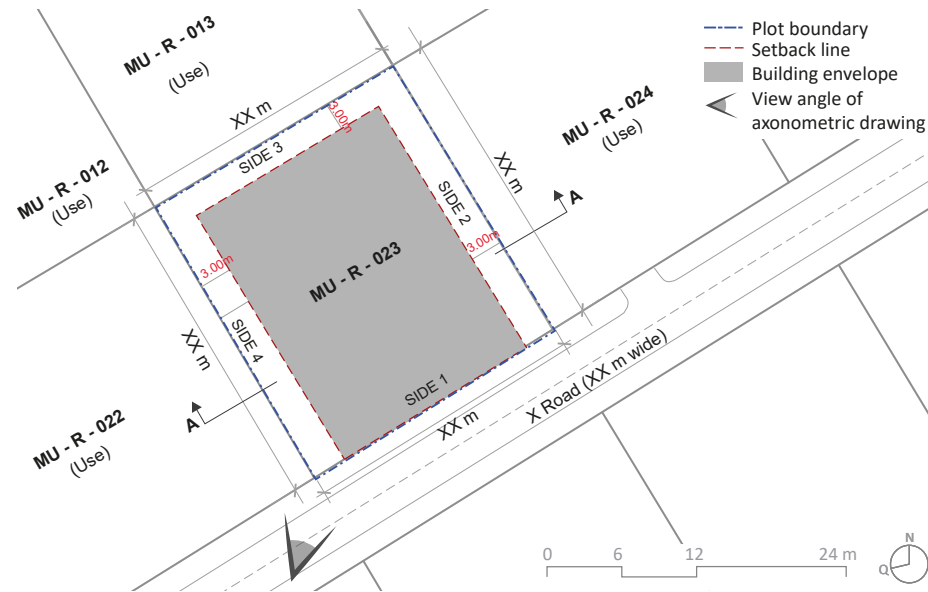 MU - R - 013
(Use)
Plot boundary
Setback line
Building envelope
View angle of
axonometric drawing
XX m
3.00m
MU - R - 024
(Use)
SIDE 3
MU - R - 012
(Use)
XX m
SIDE 2
A
3.00m
3.00m
MU - R - 023
SIDE 4
XX m
SIDE 1
X Road (XX m wide)
XX m
A
MU - R - 022
(Use)
0 6 12 24 m
N
Q